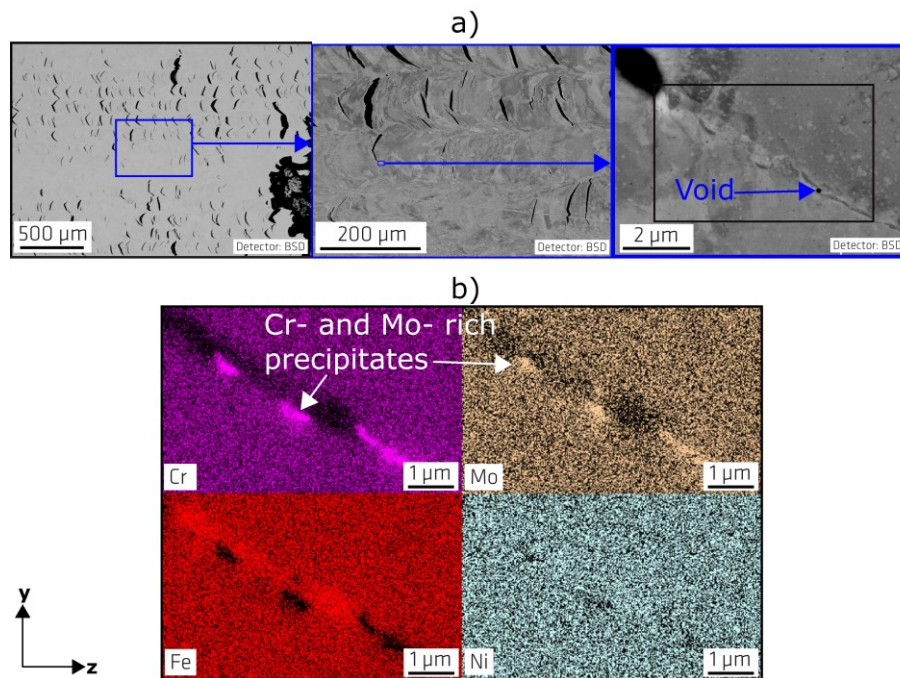 a)
Void
500 µm
Detector: BSD
200 µm
Detector: BSD
2 µm
Detector: BSD
b)
Cr- and Mo- rich
precipitates
Cr
1 µm
Mo
1 µm
Fe
1 µm
Ni
1 µm
y
z